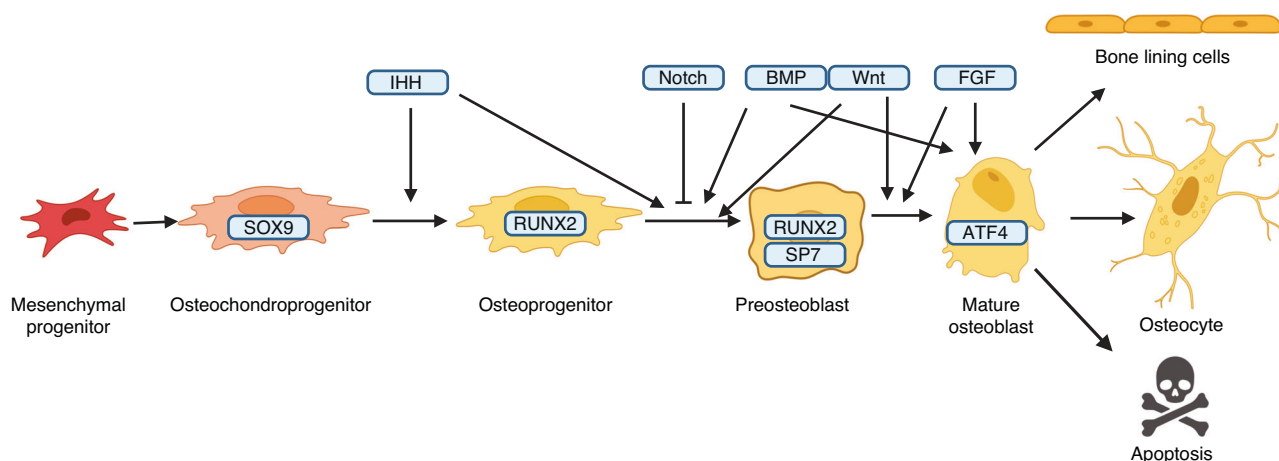 Bone lining cells
IHH
Notch
BMP
Wnt
FGF
SOX9
RUNX2
RUNX2
SP7
ATF4
Mesenchymal
progenitor
Osteochondroprogenitor
Osteoprogenitor
Preosteoblast
Mature
osteoblast
Osteocyte
Apoptosis